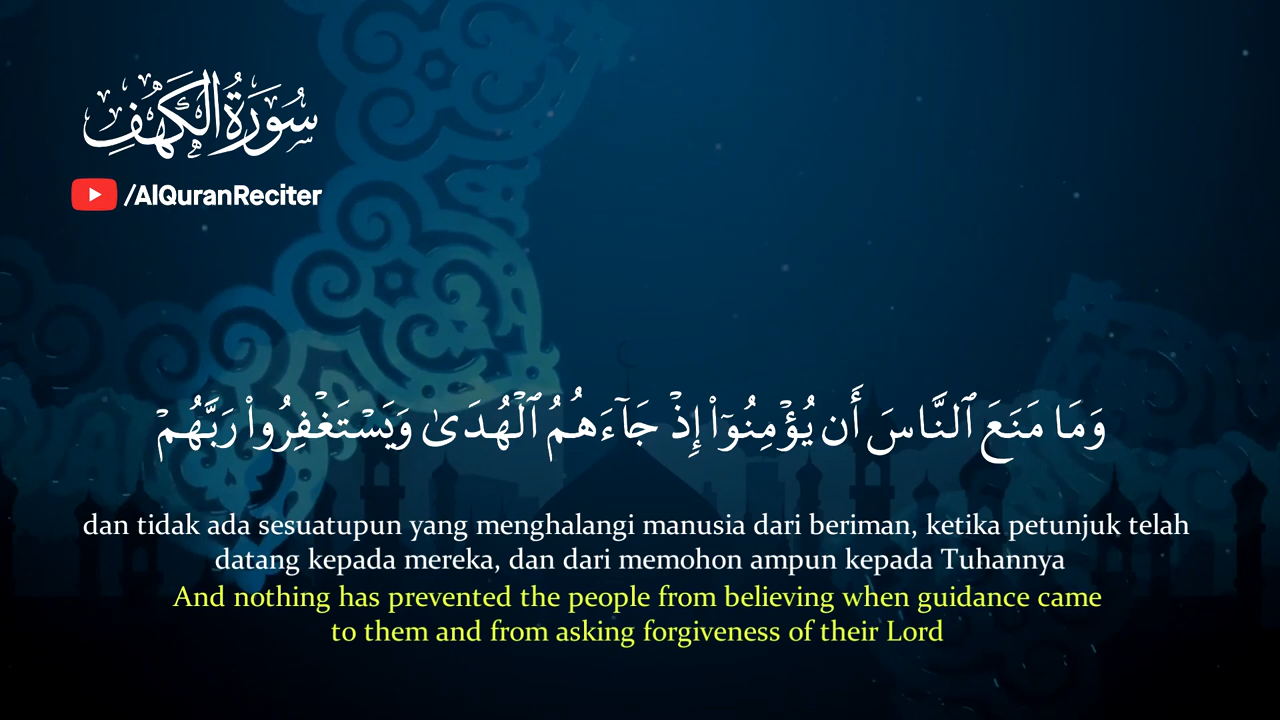 سُورَةُ الْكَهْفِ
/AlQuranReciter
وَمَا مَنَعَ ٱلنَّاسَ أَن يُؤْمِنُوٓا۟ إِذْ جَآءَهُمُ ٱلْهُدَىٰ وَيَسْتَغْفِرُوا۟ رَبَّهُمْ
dan tidak ada sesuatupun yang menghalangi manusia dari beriman, ketika petunjuk telah
datang kepada mereka, dan dari memohon ampun kepada Tuhannya
And nothing has prevented the people from believing when guidance came
to them and from asking forgiveness of their Lord